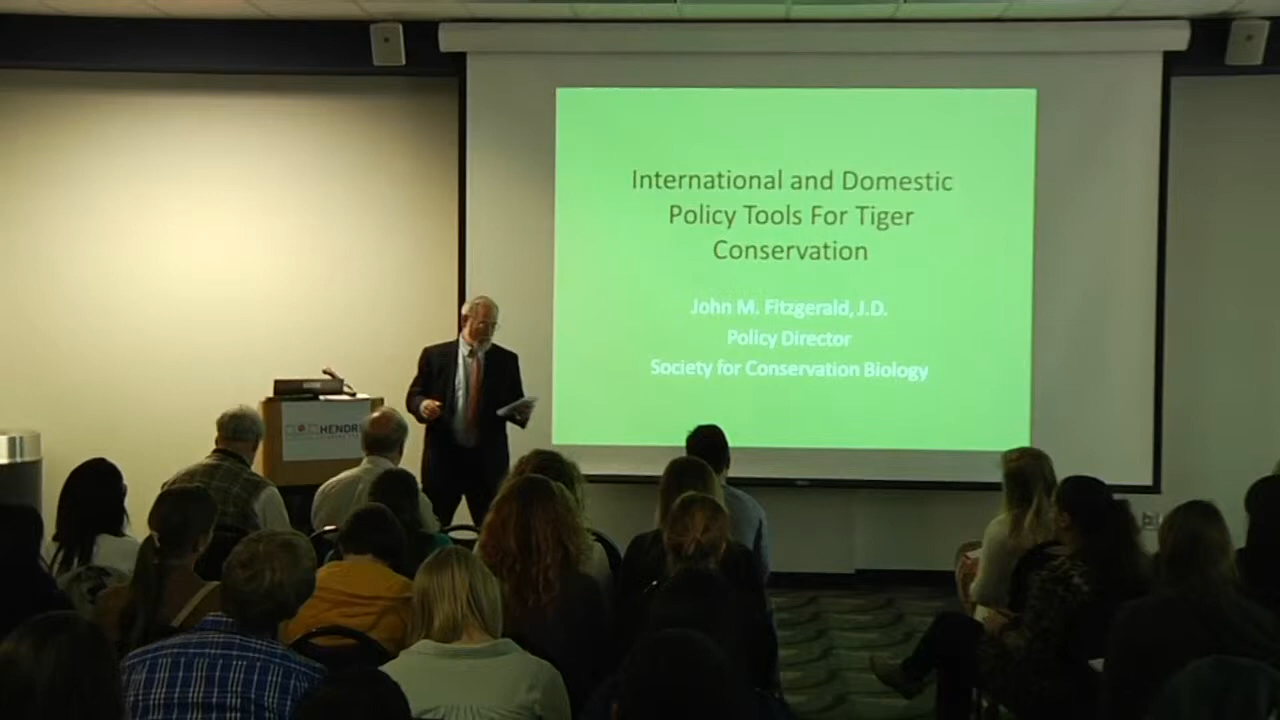 International and Domestic
Policy Tools For Tiger
Conservation
John M. Fitzgerald, J.D.
Policy Director
Society for Conservation Biology